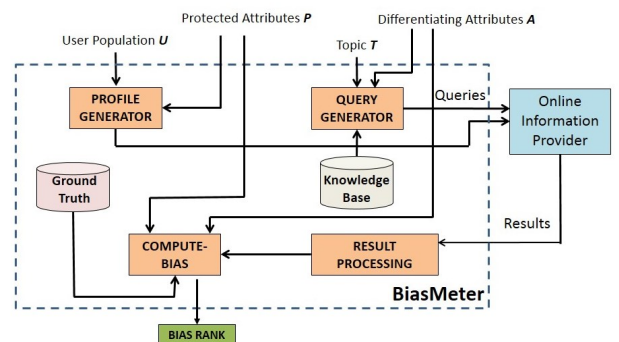 Protected Attributes P
Differentiating Attributes A
User Population U
Topic T
PROFILE
GENERATOR
QUERY
GENERATOR
Queries
Online
Information
Provider
Ground
Truth
Knowledge
Base
Results
COMPUTE-
BIAS
RESULT
PROCESSING
BiasMeter
BIAS RANK